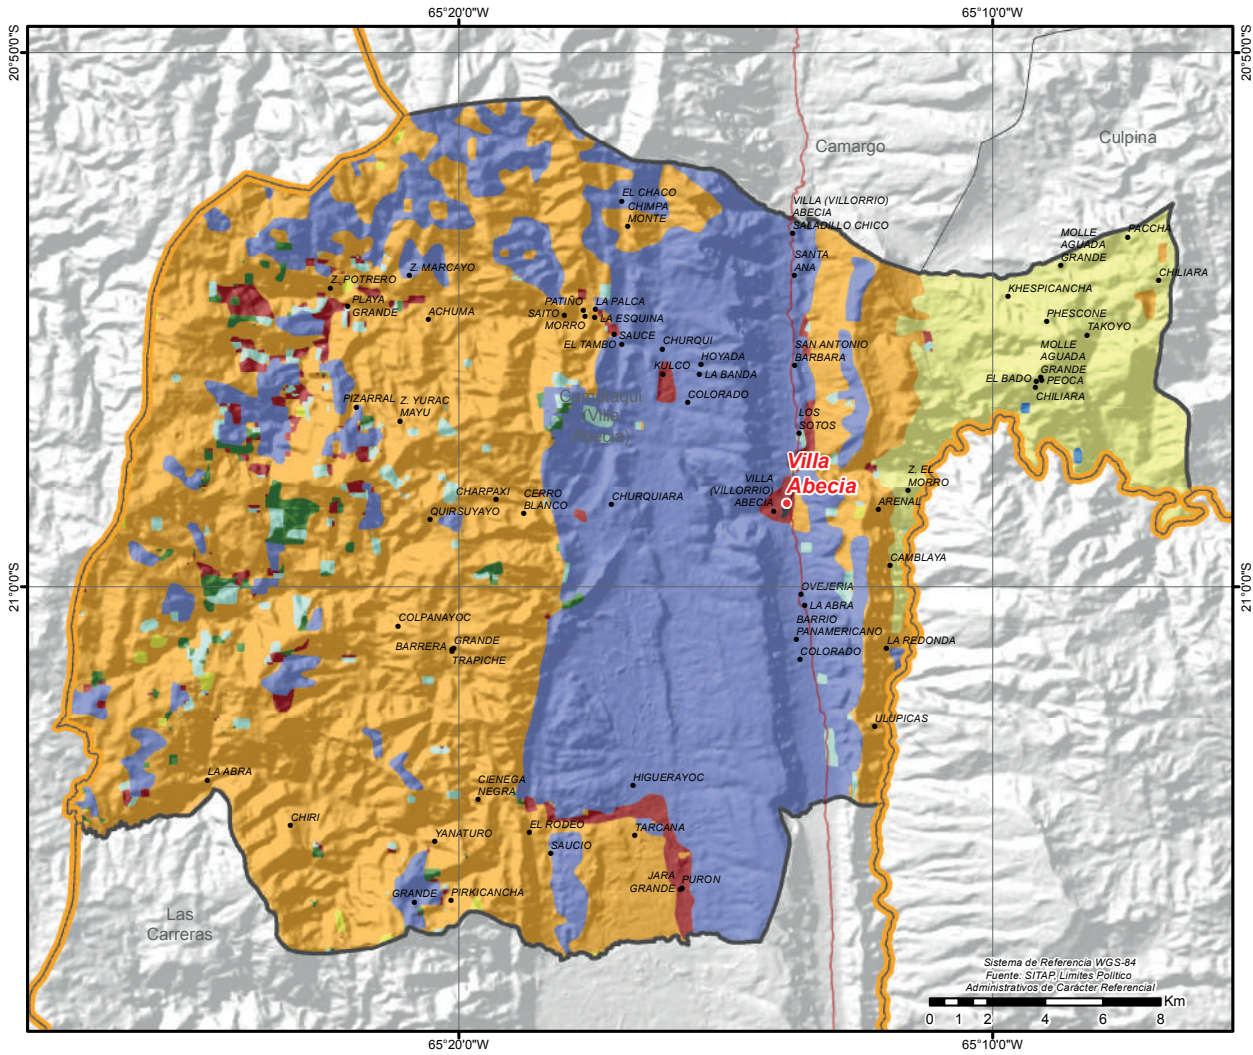 65°20'0"W
65°10'0"W
20°50'0"S
20°50'0"S
Camargo
Culpina
EL CHACO
CHIMPA
MONTE
VILLA (VILLORRIO)
ABECIA
SALADILLO CHICO
SANTA
ANA
MOLLE
AGUADA
GRANDE
PACCHA
CHILIARA
KHESPICANCHA
Z. MARCAYO
Z. POTRERO
PLAYA
GRANDE
ACHUMA
PATIÑO
LA PALCA
SAITO
LA ESQUINA
MORRO
SAUCE
EL TAMBO
CHURQUI
HOYADA
KULCO
LA BANDA
COLORADO
SAN ANTONIO
BARBARA
PHESCONE
TAKOYO
MOLLE
AGUADA
GRANDE
EL BADO
PEOCA
CHILIARA
PIZARRAL
Z. YURAC
MAYU
Camataqui
(Villa
Abecia)
LOS
SOTOS
Villa
Abecia
VILLA
(VILLORRIO)
ABECIA
Z. EL
MORRO
ARENAL
CHARPAXI
CERRO
BLANCO
CHURQUIARA
QUIRSUYAYO
CAMBLAYA
21°0'0"S
21°0'0"S
OVEJERIA
LA ABRA
BARRIO
PANAMERICANO
COLORADO
LA REDONDA
COLPANAYOC
BARRERA
GRANDE
TRAPICHE
ULUPICAS
LA ABRA
CIENEGA
NEGRA
HIGUERAYOC
CHIRI
YANATURO
EL RODEO
SAUCIO
TARCANA
JARA
GRANDE
PURON
GRANDE
PIRKICANCHA
Las
Carreras
Sistema de Referencia WGS-84
Fuente: SITAP, Limites Político
Administrativos de Carácter Referencial
Km
0 1 2 4 6 8
65°20'0"W
65°10'0"W